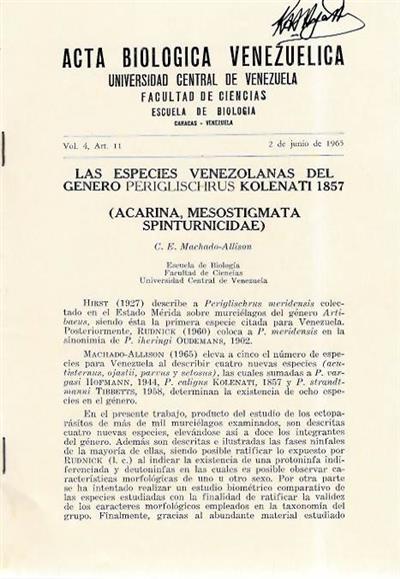 ACTA BIOLOGICA VENEZUELICA
UNIVERSIDAD CENTRAL DE VENEZUELA
FACULTAD DE CIENCIAS
ESCUELA DE BIOLOGIA
CARACAS - VENEZUELA
Vol. 4, Art. 11 2 de junio de 1965
LAS ESPECIES VENEZOLANAS DEL
GENERO PERIGLISCHRUS KOLENATI 1857
(ACARINA, MESOSTIGMATA
SPINTURNICIDAE)
C. E. Machado-Allison
Escuela de Biología
Facultad de Ciencias
Universidad Central de Venezuela
HIRST (1927) describe a Periglischrus meridensis colec-
tado en el Estado Mérida sobre murciélagos del género Arti-
baeus, siendo ésta la primera especie citada para Venezuela.
Posteriormente, RUDNICK (1960) coloca a P. meridensis en la
sinonimia de P. iheringi OUDEMANS, 1902.
MACHADO-ALLISON (1965) eleva a cinco el número de espe-
cies para Venezuela al describir cuatro nuevas especies (acu-
tisternus, ojastii, parvus y setosus), las cuales sumadas a P. var-
gasi HOFMANN, 1944, P. caligus KOLENATI, 1857 y P. strandt-
manni TIBBETTS, 1958, determinan la existencia de ocho espe-
cies en el género.
En el presente trabajo, producto del estudio de los ectopa-
rásitos de más de mil murciélagos examinados, son descritas
cuatro nuevas especies, elevándose así a doce los integrantes
del género. Además son descritas e ilustradas las fases ninfales
de la mayoría de ellas, siendo posible ratificar lo expuesto por
RUDNICK (l. c.) al indicar la existencia de una protoninfa indi-
ferenciada y deutoninfas en las cuales es posible observar ca-
racterísticas morfológicas de uno u otro sexo. Por otra parte
se ha intentado realizar un estudio biométrico comparativo de
las especies estudiadas con la finalidad de ratificar la validez
de los caracteres morfológicos empleados en la taxonomía del
grupo. Finalmente, gracias al abundante material estudiado